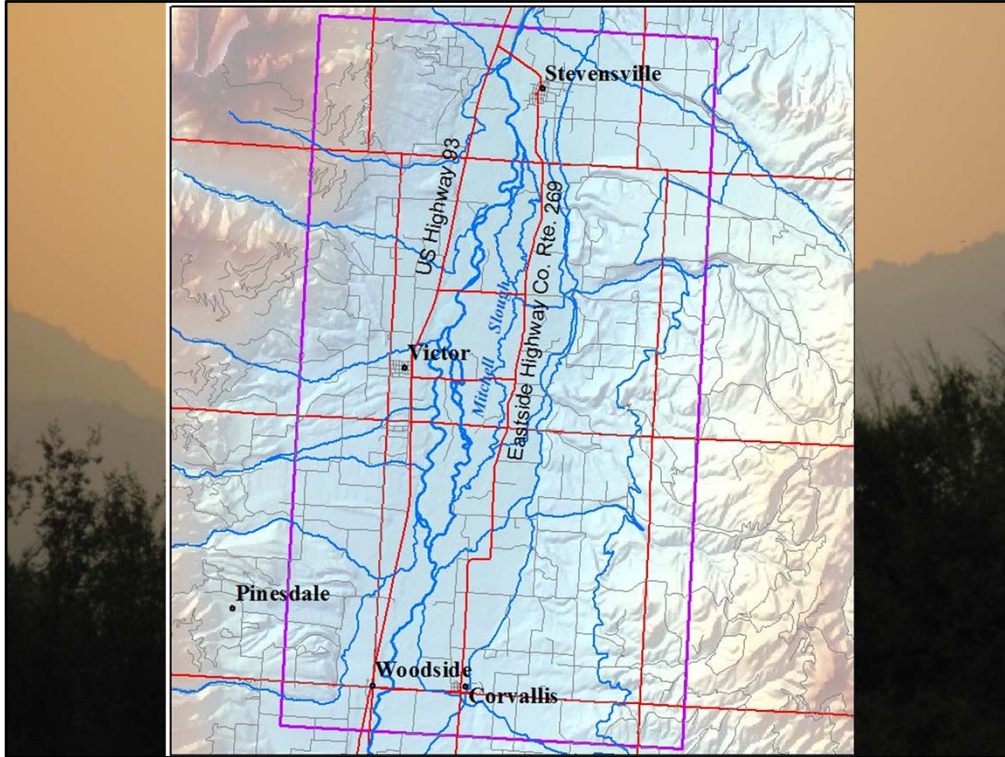 Stevensville
US Highway 93
Eastside Highway Co. Rte. 269
Mitchell Slough
Victor
Pinesdale
Woodside
Corvallis